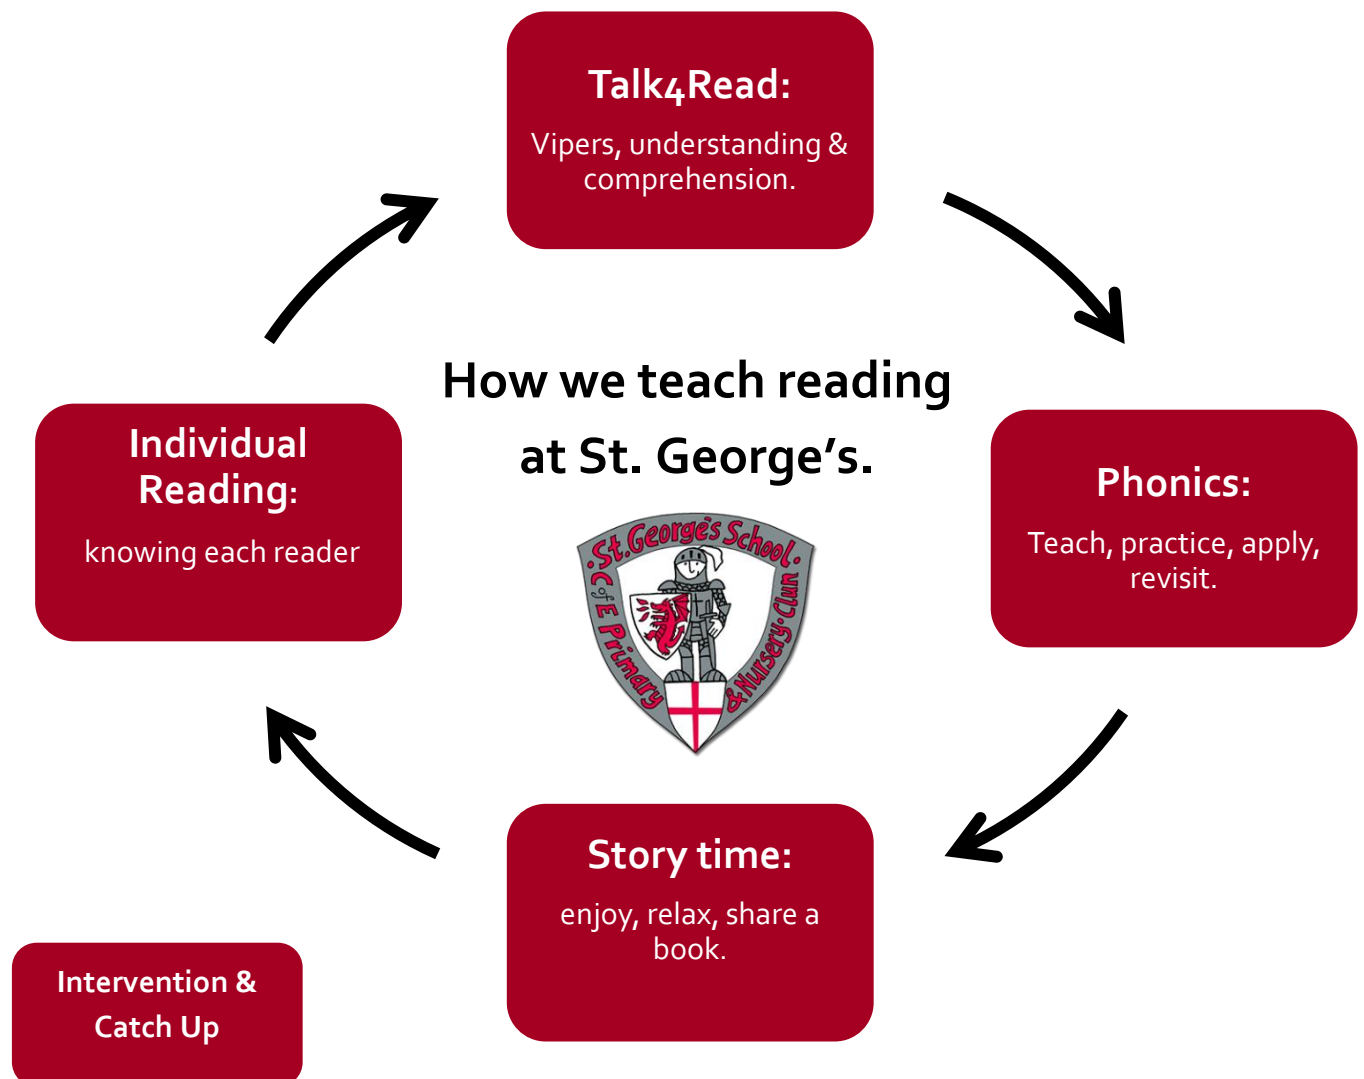 Talk4Read:
Vipers, understanding &
comprehension.
How we teach reading
at St. George’s.
Individual
Reading:
knowing each reader
Phonics:
Teach, practice, apply,
revisit.
St.George's School
C of E Primary
& Nursery Clun
Story time:
enjoy, relax, share a
book.
Intervention &
Catch Up